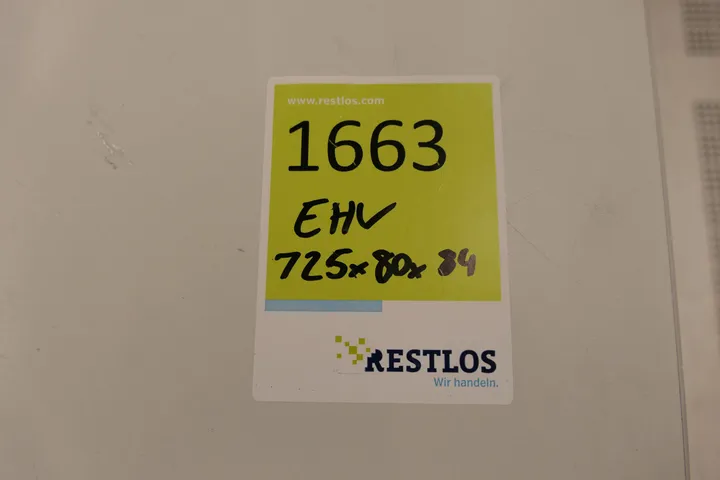 www.restlos.com
1663
EHV
725x80x84
RESTLOS
Wir handeln.